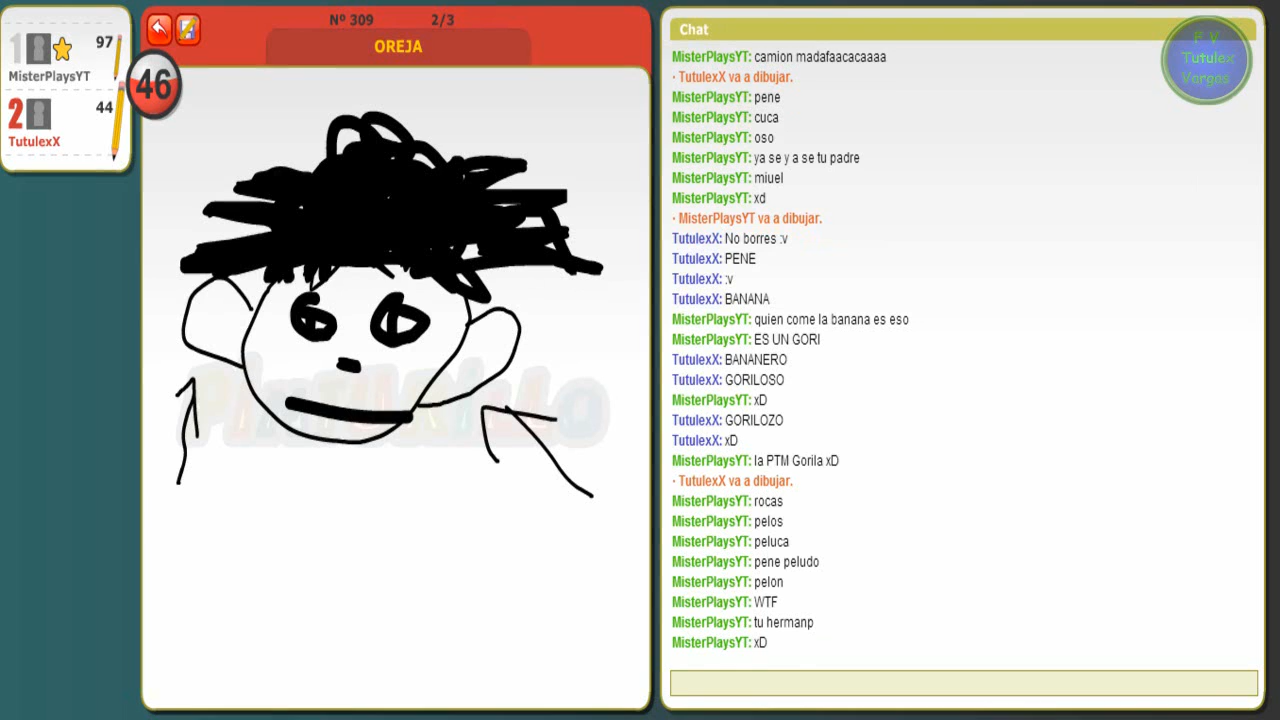 1
97
MisterPlaysYT
2
44
TutulexX
46
Nº 309
2/3
OREJA
Pinturillo
Chat
F V
Tutulex
Vargas
MisterPlaysYT: camion madafaacacaaaa
· TutulexX va a dibujar.
MisterPlaysYT: pene
MisterPlaysYT: cuca
MisterPlaysYT: oso
MisterPlaysYT: ya se y a se tu padre
MisterPlaysYT: miuel
MisterPlaysYT: xd
· MisterPlaysYT va a dibujar.
TutulexX: No borres :v
TutulexX: PENE
TutulexX: :v
TutulexX: BANANA
MisterPlaysYT: quien come la banana es eso
MisterPlaysYT: ES UN GORI
TutulexX: BANANERO
TutulexX: GORILOSO
MisterPlaysYT: xD
TutulexX: GORILOZO
TutulexX: xD
MisterPlaysYT: la PTM Gorila xD
· TutulexX va a dibujar.
MisterPlaysYT: rocas
MisterPlaysYT: pelos
MisterPlaysYT: peluca
MisterPlaysYT: pene peludo
MisterPlaysYT: pelon
MisterPlaysYT: WTF
MisterPlaysYT: tu hermanp
MisterPlaysYT: xD